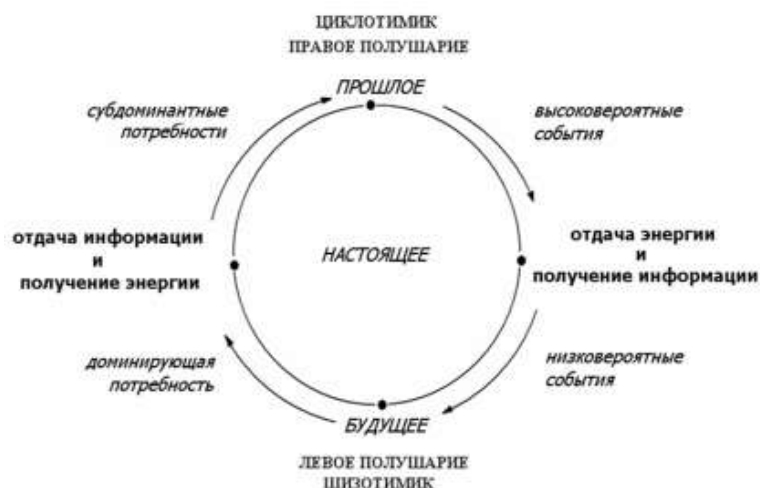 ЦИКЛОТИМИК
ПРАВОЕ ПОЛУШАРИЕ
ПРОШЛОЕ
субдоминантные
потребности
высоковероятные
события
отдача информации
и
получение энергии
НАСТОЯЩЕЕ
отдача энергии
и
получение информации
доминирующая
потребность
низковероятные
события
БУДУЩЕЕ
ЛЕВОЕ ПОЛУШАРИЕ
ШИЗОТИМИК